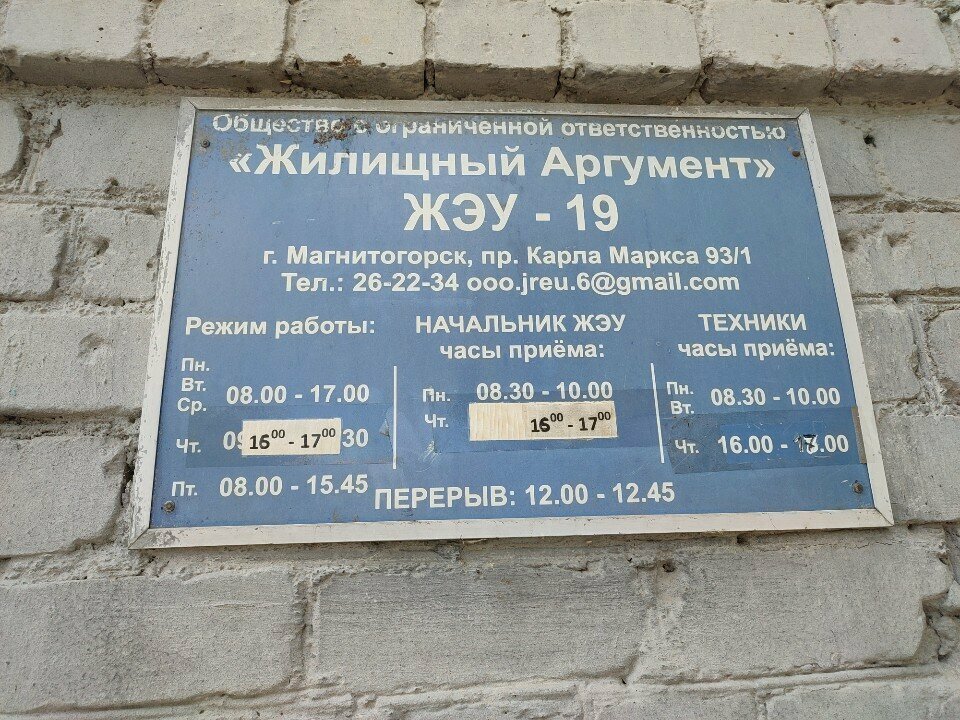 Общество с ограниченной ответственностью
«Жилищный Аргумент»
ЖЭУ - 19
г. Магнитогорск, пр. Карла Маркса 93/1
Тел.: 26-22-34 ooo.jreu.6@gmail.com
Режим работы:
Пн.
Вт.
Ср.
08.00 - 17.00
Чт.
16⁰⁰ - 17⁰⁰
30
Пт. 08.00 - 15.45
НАЧАЛЬНИК ЖЭУ
часы приёма:
Пн. 08.30 - 10.00
Чт. 16⁰⁰ - 17⁰⁰
ТЕХНИКИ
часы приёма:
Пн.
Вт.
08.30 - 10.00
Чт. 16.00 - 17.00
ПЕРЕРЫВ: 12.00 - 12.45